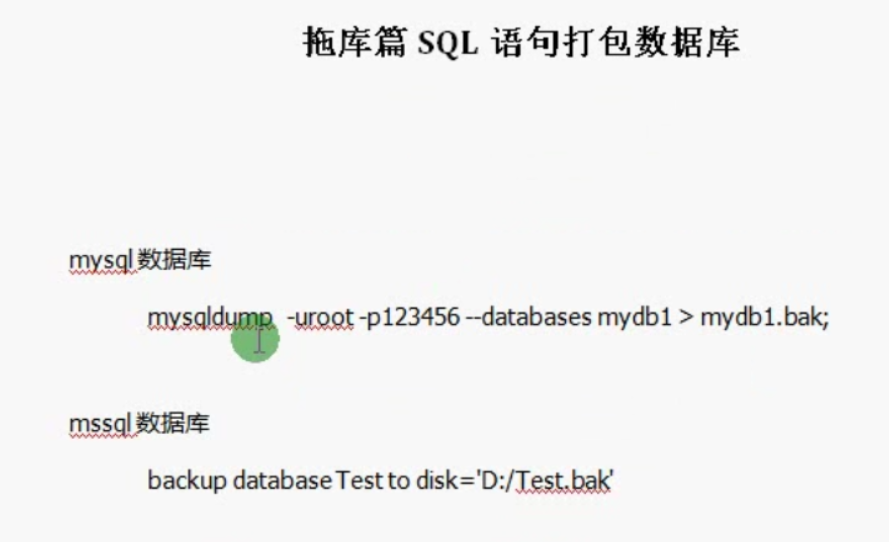 拖库篇 SQL 语句打包数据库
mysql 数据库
mysqldump -uroot -p123456 --databases mydb1 > mydb1.bak;
mssql 数据库
backup database Test to disk='D:/Test.bak'